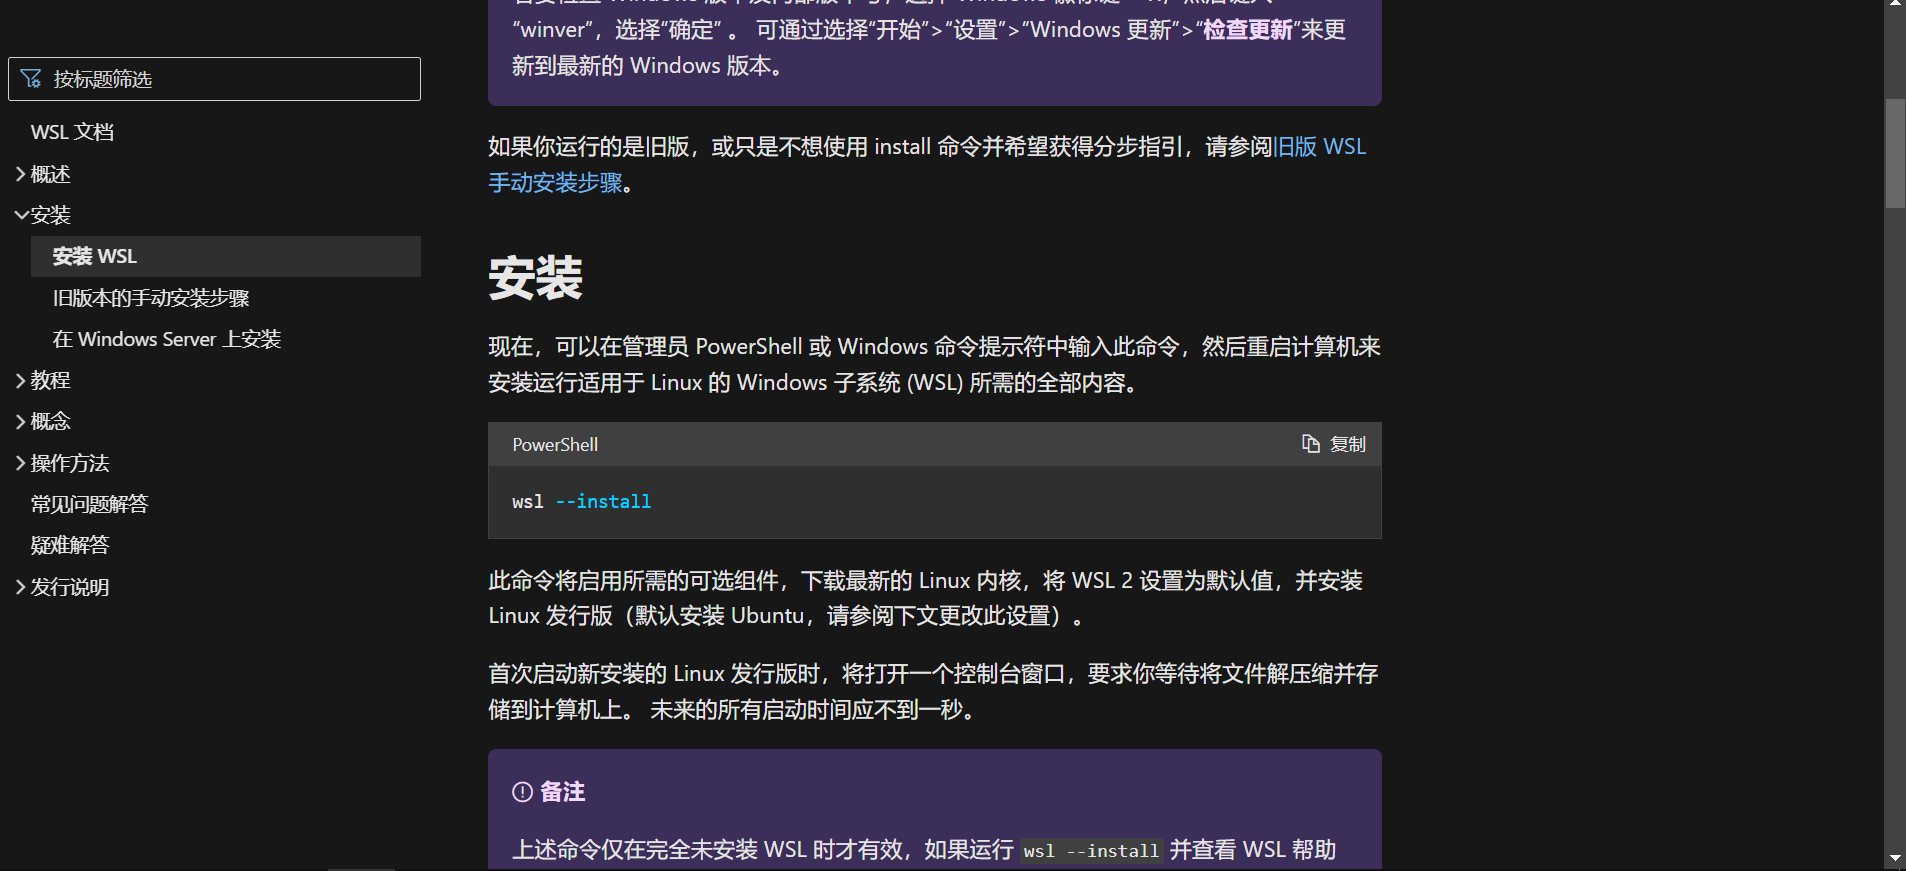 按标题筛选
WSL 文档
概述
安装
安装 WSL
旧版本的手动安装步骤
在 Windows Server 上安装
教程
概念
操作方法
常见问题解答
疑难解答
发行说明
“winver”，选择“确定” 。 可通过选择“开始”>“设置”>“Windows 更新”>“检查更新”来更
新到最新的 Windows 版本。
如果你运行的是旧版，或只是不想使用 install 命令并希望获得分步指引，请参阅旧版 WSL
手动安装步骤。
安装
现在，可以在管理员 PowerShell 或 Windows 命令提示符中输入此命令，然后重启计算机来
安装运行适用于 Linux 的 Windows 子系统 (WSL) 所需的全部内容。
PowerShell 复制
wsl --install
此命令将启用所需的可选组件，下载最新的 Linux 内核，将 WSL 2 设置为默认值，并安装
Linux 发行版（默认安装 Ubuntu，请参阅下文更改此设置）。
首次启动新安装的 Linux 发行版时，将打开一个控制台窗口，要求你等待将文件解压缩并存
储到计算机上。 未来的所有启动时间应不到一秒。
备注
上述命令仅在完全未安装 WSL 时才有效，如果运行 wsl --install 并查看 WSL 帮助